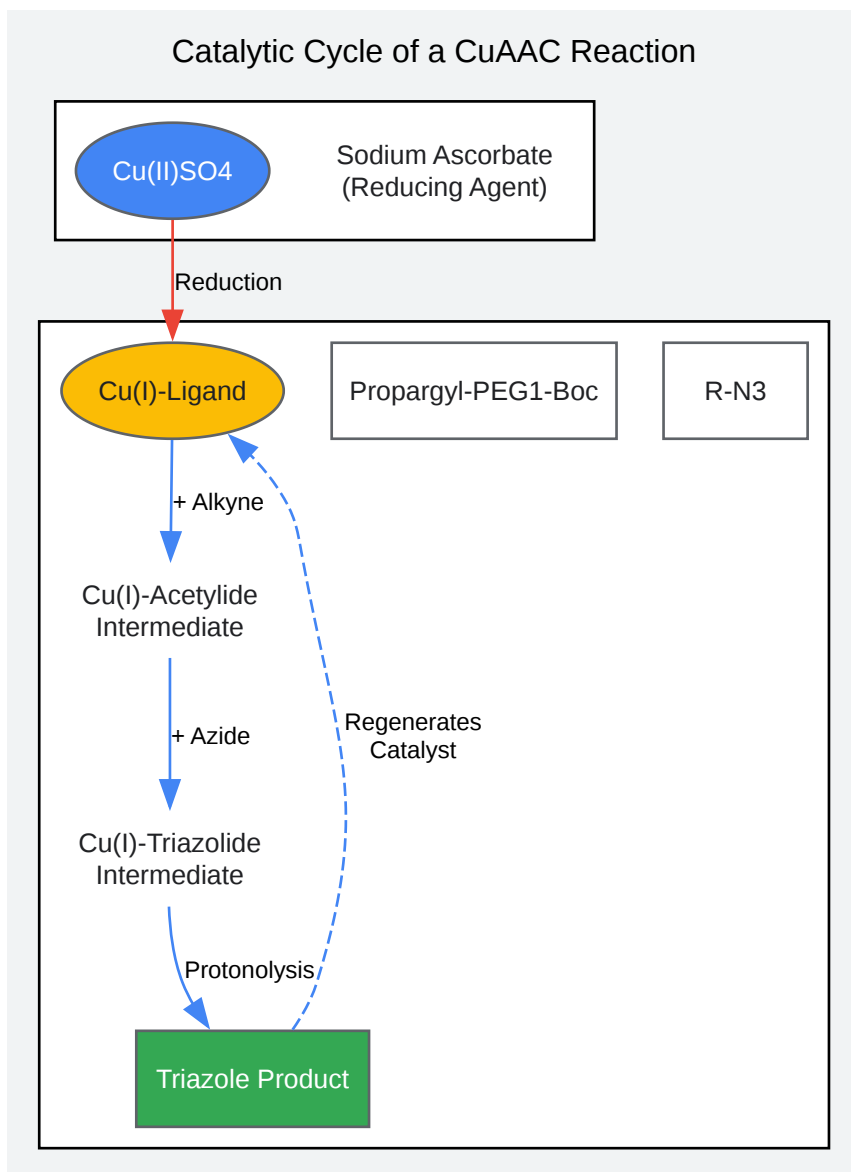 Catalytic Cycle of a CuAAC Reaction
Cu(II)SO4
Sodium Ascorbate
(Reducing Agent)
Reduction
Cu(I)-Ligand
Propargyl-PEG1-Boc
R-N3
+ Alkyne
Cu(I)-Acetylide
Intermediate
+ Azide
Regenerates
Catalyst
Cu(I)-Triazolide
Intermediate
Protonolysis
Triazole Product